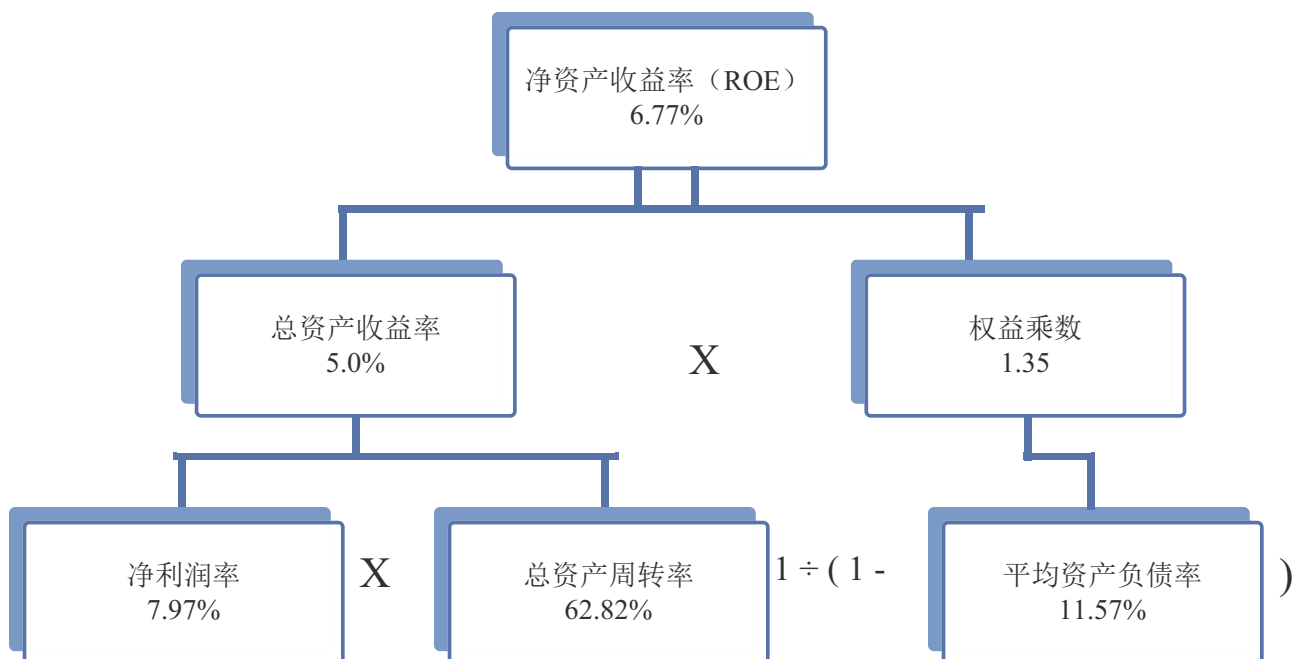 净资产收益率（ROE）
6.77%
总资产收益率
5.0%
X
权益乘数
1.35
净利润率
7.97%
X
总资产周转率
62.82%
1 ÷ ( 1 -
平均资产负债率
11.57%
)